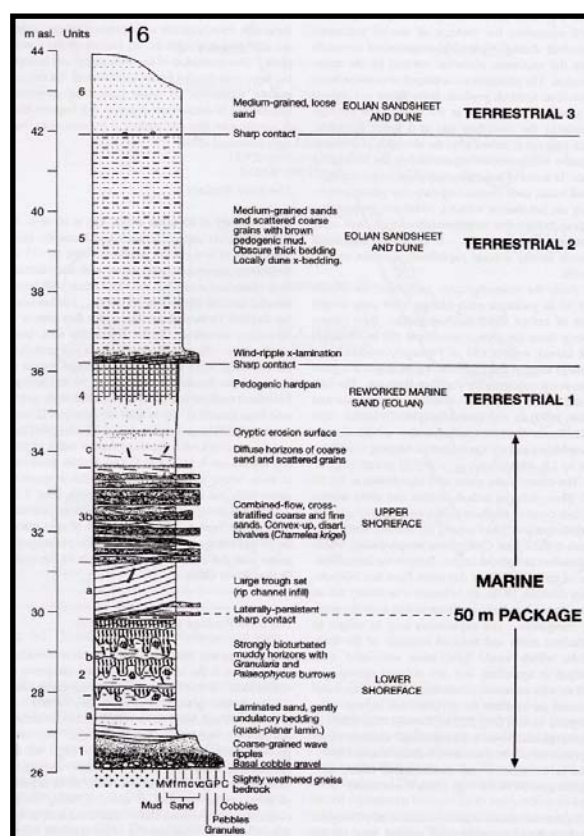 m asl. Units 16
44
6
Medium-grained, loose
sand
EOLIAN SANDSHEET
AND DUNE
TERRESTRIAL 3
42
Sharp contact
40
5
Medium-grained sands
and scattered coarse
grains with brown
pedogenic mud.
Obscure thick bedding
Locally dune x-bedding.
EOLIAN SANDSHEET
AND DUNE
TERRESTRIAL 2
38
Wind-ripple x-lamination
Sharp contact
36
4
Pedogenic hardpan
REWORKED MARINE
SAND (EOLIAN)
TERRESTRIAL 1
Cryptic erosion surface
34
c
Diffuse horizons of coarse
sand and scattered grains
32
3b
Combined-flow, cross-
stratified coarse and fine
sands. Convex-up, disart.
bivalves (Chamelea krigei)
UPPER
SHOREFACE
a
Large trough set
(rip channel infill)
MARINE
30
Laterally-persistent
sharp contact
50 m PACKAGE
b
28
2
Strongly bioturbated
muddy horizons with
Granularia and
Palaeophycus burrows
LOWER
SHOREFACE
a
Laminated sand, gently
undulatory bedding
(quasi-planar lamin.)
1
Coarse-grained wave
ripples
Basal cobble gravel
26
MvffmcvcGPC
Slightly weathered gneiss
bedrock
Mud Sand Cobbles
Pebbles
Granules